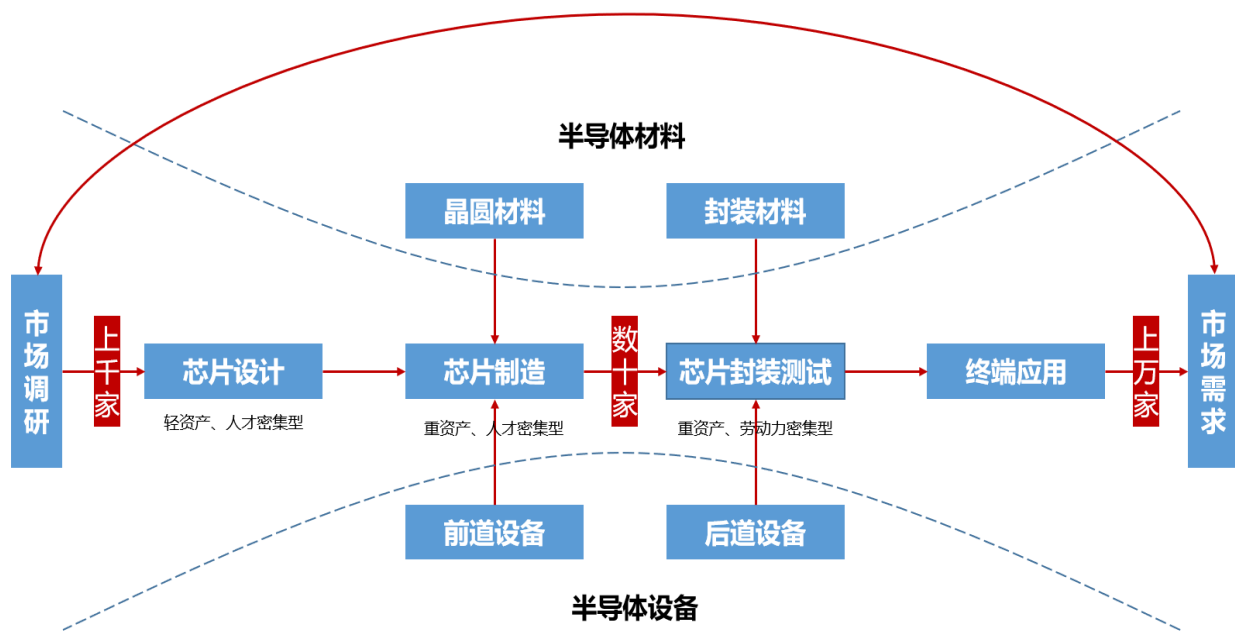 半导体材料
晶圆材料
封装材料
市场调研
上千家
芯片设计
芯片制造
数十家
芯片封装测试
终端应用
上万家
市场需求
轻资产、人才密集型
重资产、人才密集型
重资产、劳动力密集型
前道设备
后道设备
半导体设备